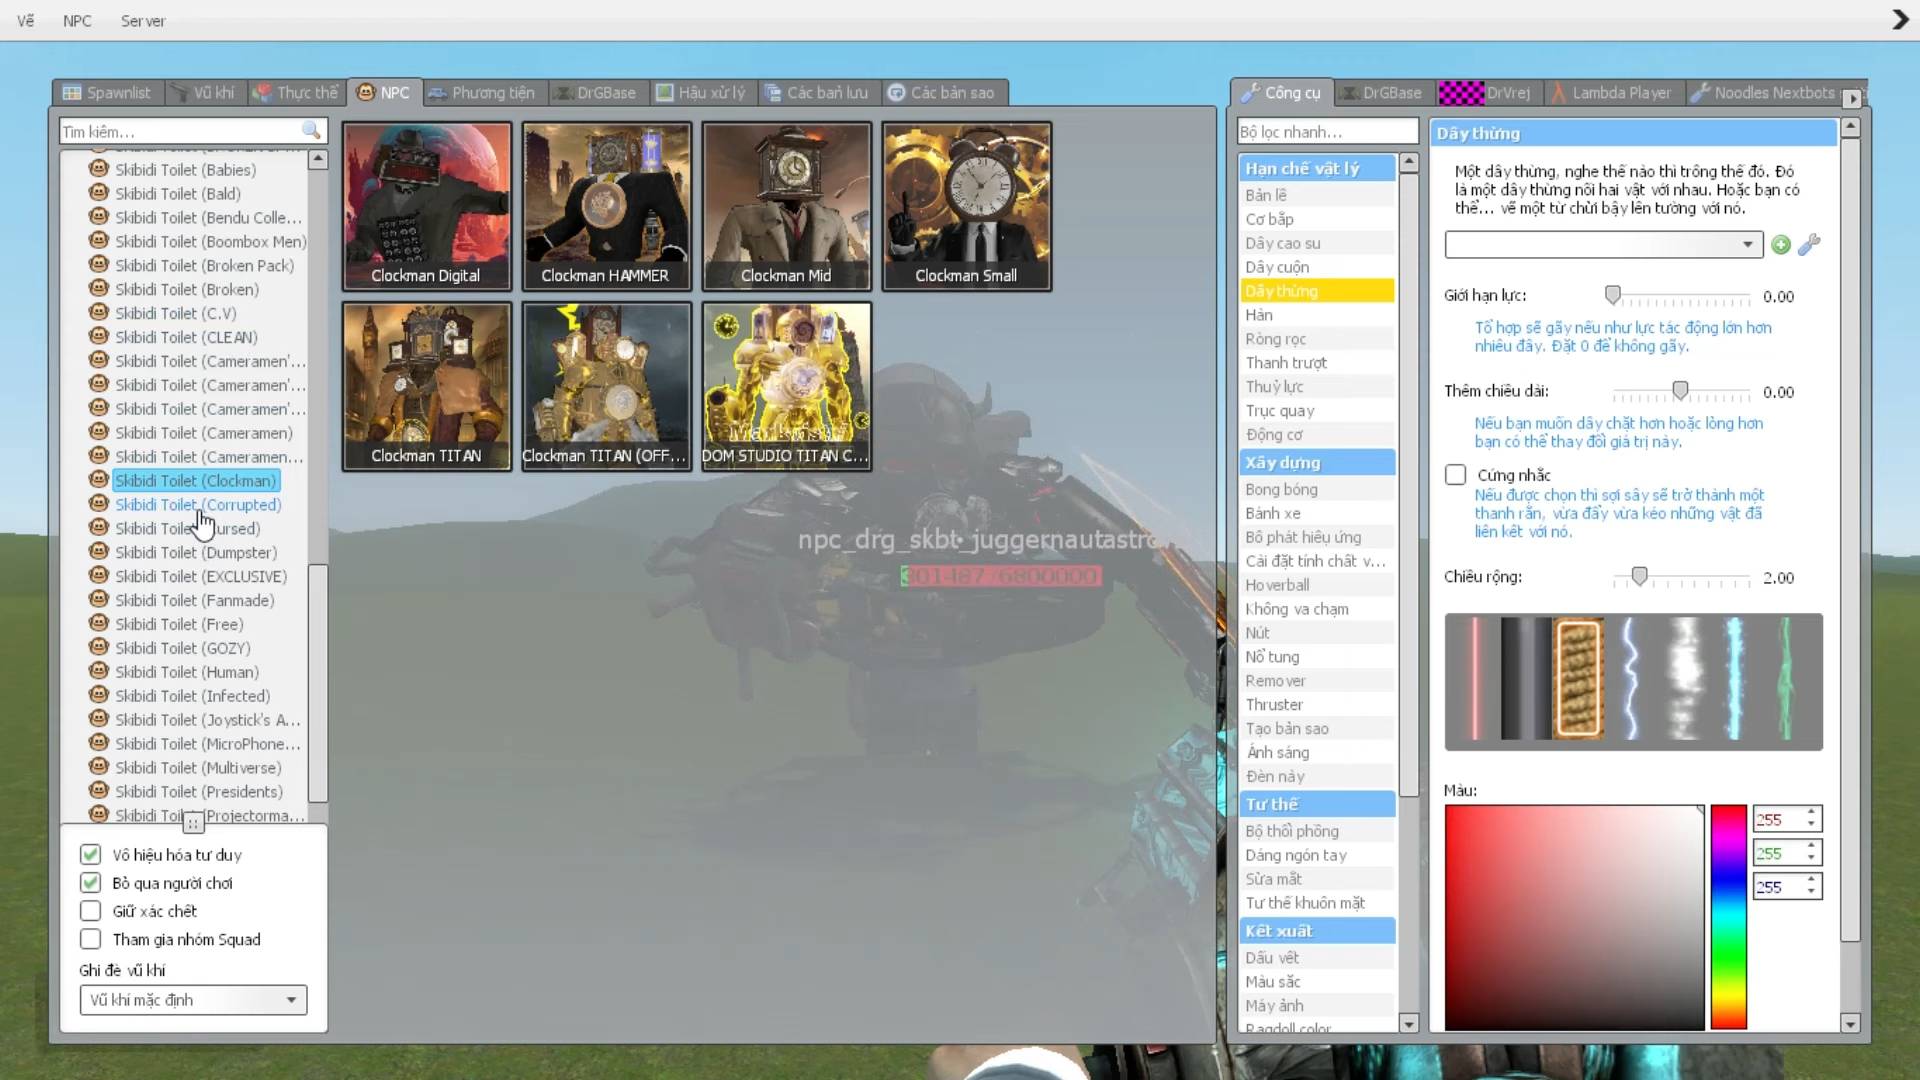 Vẽ NPC Server
Spawnlist Vũ khí Thực thể NPC Phương tiện DrGBase Hậu xử lý Các bản lưu Các bản sao
Tìm kiếm...
Skibidi Toilet (Babies)
Skibidi Toilet (Bald)
Skibidi Toilet (Bendu Colle...
Skibidi Toilet (Boombox Men)
Skibidi Toilet (Broken Pack)
Skibidi Toilet (Broken)
Skibidi Toilet (C.V)
Skibidi Toilet (CLEAN)
Skibidi Toilet (Cameramen'...
Skibidi Toilet (Cameramen'...
Skibidi Toilet (Cameramen'...
Skibidi Toilet (Cameramen)
Skibidi Toilet (Cameramen...
Skibidi Toilet (Clockman)
Skibidi Toilet (Corrupted)
Skibidi Toilet ursed)
Skibidi Toilet (Dumpster)
Skibidi Toilet (EXCLUSIVE)
Skibidi Toilet (Fanmade)
Skibidi Toilet (Free)
Skibidi Toilet (GOZY)
Skibidi Toilet (Human)
Skibidi Toilet (Infected)
Skibidi Toilet (Joystick's A...
Skibidi Toilet (MicroPhone...
Skibidi Toilet (Multiverse)
Skibidi Toilet (Presidents)
Skibidi Toilet (Projectorma...
Vô hiệu hóa tư duy
Bỏ qua người chơi
Giữ xác chết
Tham gia nhóm Squad
Ghi đè vũ khí
Vũ khí mặc định
Clockman Digital
Clockman HAMMER
Clockman Mid
Clockman Small
Clockman TITAN
Clockman TITAN (OFF...
DOM STUDIO TITAN C...
npc_drg_skbt_juggernautastro
301487/6800000
Công cụ DrGBase DrVrej Lambda Player Noodles Nextbots
Bộ lọc nhanh...
Hạn chế vật lý
Bản lề
Cơ bắp
Dây cao su
Dây cuộn
Dây thừng
Hàn
Ròng rọc
Thanh trượt
Thuỷ lực
Trục quay
Động cơ
Xây dựng
Bong bóng
Bánh xe
Bộ phát hiệu ứng
Cài đặt tính chất v...
Hoverball
Không va chạm
Nút
Nổ tung
Remover
Thruster
Tạo bản sao
Ánh sáng
Đèn này
Tư thế
Bộ thổi phồng
Dáng ngón tay
Sửa mắt
Tư thế khuôn mặt
Kết xuất
Dấu vết
Màu sắc
Máy ảnh
Ragdoll color
Dây thừng
Một dây thừng, nghe thế nào thì trông thế đó. Đó
là một dây thừng nối hai vật với nhau. Hoặc bạn có
thể... vẽ một từ chửi bậy lên tường với nó.
Giới hạn lực: 0.00
Tổ hợp sẽ gãy nếu như lực tác động lớn hơn
nhiêu đây. Đặt 0 để không gãy.
Thêm chiều dài: 0.00
Nếu bạn muốn dây chặt hơn hoặc lỏng hơn
bạn có thể thay đổi giá trị này.
Cứng nhắc
Nếu được chọn thì sợi sây sẽ trở thành một
thanh rắn, vừa đẩy vừa kéo những vật đã
liên kết với nó.
Chiều rộng: 2.00
Màu:
255
255
255